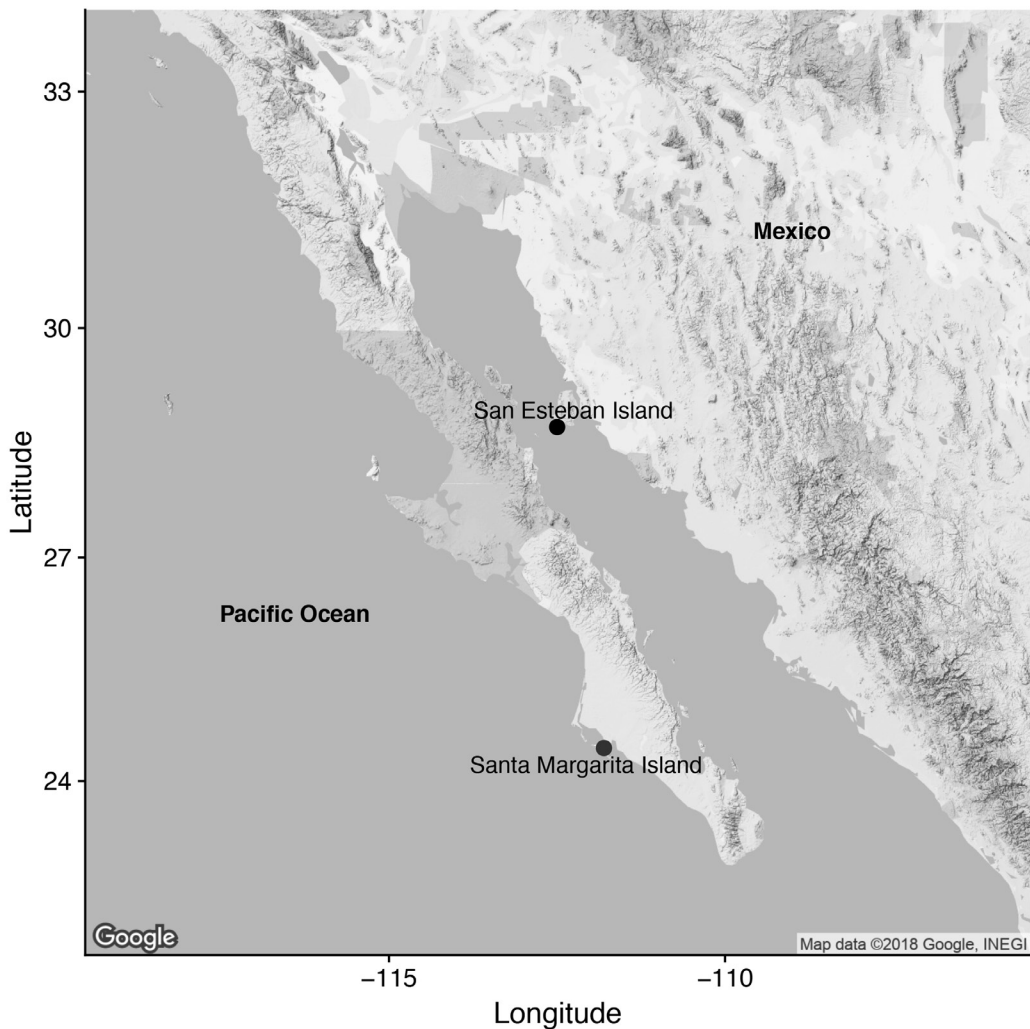 33
Mexico
30
San Esteban Island
Latitude
27
Pacific Ocean
Santa Margarita Island
24
Google
Map data ©2018 Google, INEGI
−115
−110
Longitude